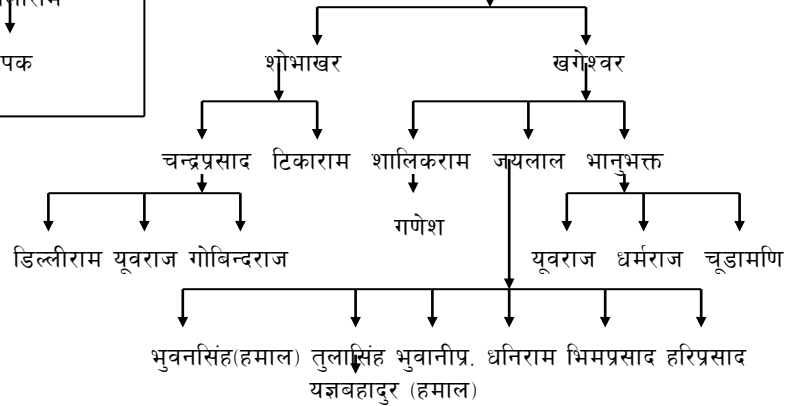 पक
शोभाखर खगेश्वर
चन्द्रप्रसाद टिकाराम शालिकराम जयलाल भानुभक्त
गणेश
डिल्लीराम यूवराज गोबिन्दराज यूवराज धर्मराज चूडामणि
भुवनसिंह(हमाल) तुलासिंह भुवानीप्र. धनिराम भिमप्रसाद हरिप्रसाद
यज्ञबहादुर (हमाल)